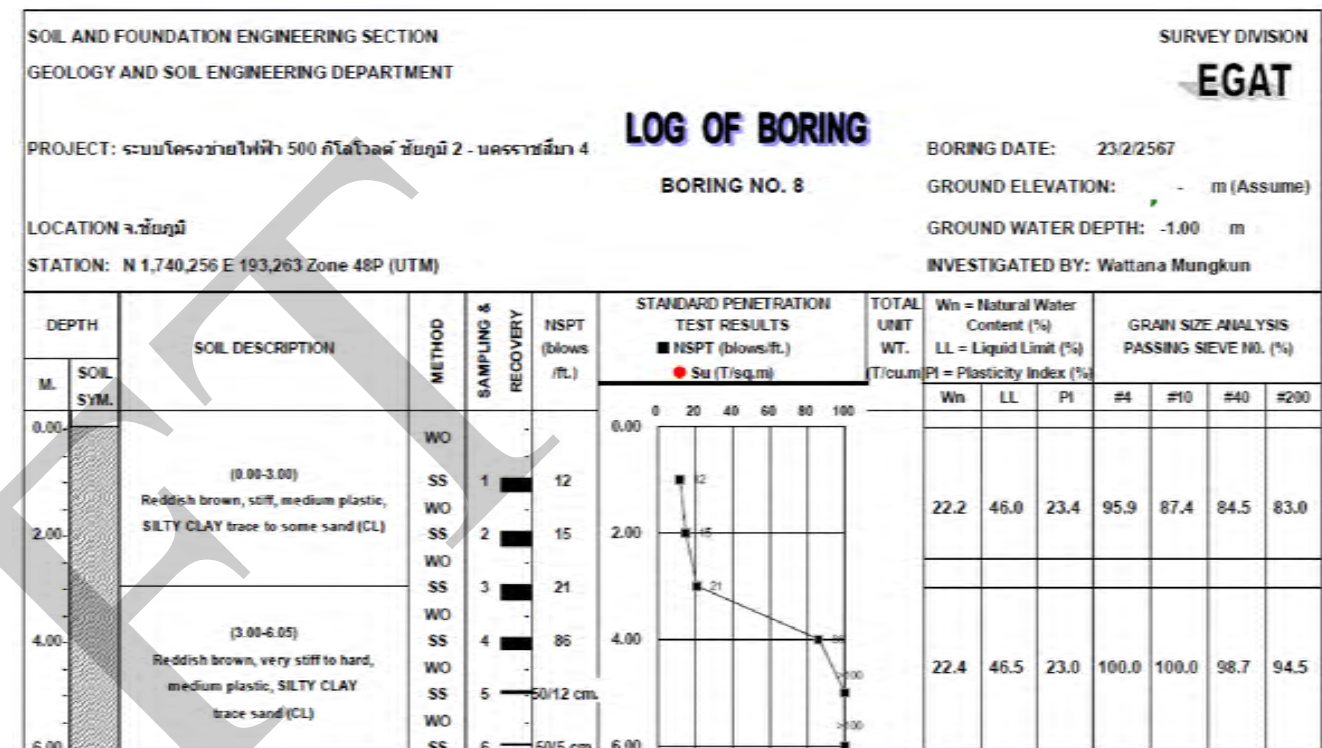 SOIL AND FOUNDATION ENGINEERING SECTION
SURVEY DIVISION
GEOLOGY AND SOIL ENGINEERING DEPARTMENT
EGAT
LOG OF BORING
PROJECT: ระบบโครงข่ายไฟฟ้า 500 กิโลโวลต์ ชัยภูมิ 2 - นครราชสีมา 4
BORING DATE: 23/2/2567
BORING NO. 8
GROUND ELEVATION: - m (Assume)
LOCATION จ.ชัยภูมิ
GROUND WATER DEPTH: -1.00 m
STATION: N 1,740,256 E 193,263 Zone 48P (UTM)
INVESTIGATED BY: Wattana Mungkun
DEPTH
M.
SOIL
SYM.
SOIL DESCRIPTION
METHOD
SAMPLING &
RECOVERY
NSPT
(blows
/ft.)
STANDARD PENETRATION
TEST RESULTS
■ NSPT (blows/ft.)
● Su (T/sq.m)
TOTAL
UNIT
WT.
(T/cu.m
Wn = Natural Water
Content (%)
LL = Liquid Limit (%)
PI = Plasticity Index (%)
GRAIN SIZE ANALYSIS
PASSING SIEVE N0. (%)
Wn LL PI #4 #10 #40 #200
0 20 40 60 80 100
0.00
2.00
4.00
6.00
(0.00-3.00)
Reddish brown, stiff, medium plastic,
SILTY CLAY trace to some sand (CL)
(3.00-6.05)
Reddish brown, very stiff to hard,
medium plastic, SILTY CLAY
trace sand (CL)
WO
SS 1 12
WO
SS 2 15
WO
SS 3 21
WO
SS 4 86
WO
SS 5 50/12 cm.
WO
SS 6 50/5 cm
0.00
2.00
4.00
6.00
12
15
21
86
>100
>100
22.2 46.0 23.4 95.9 87.4 84.5 83.0
22.4 46.5 23.0 100.0 100.0 98.7 94.5